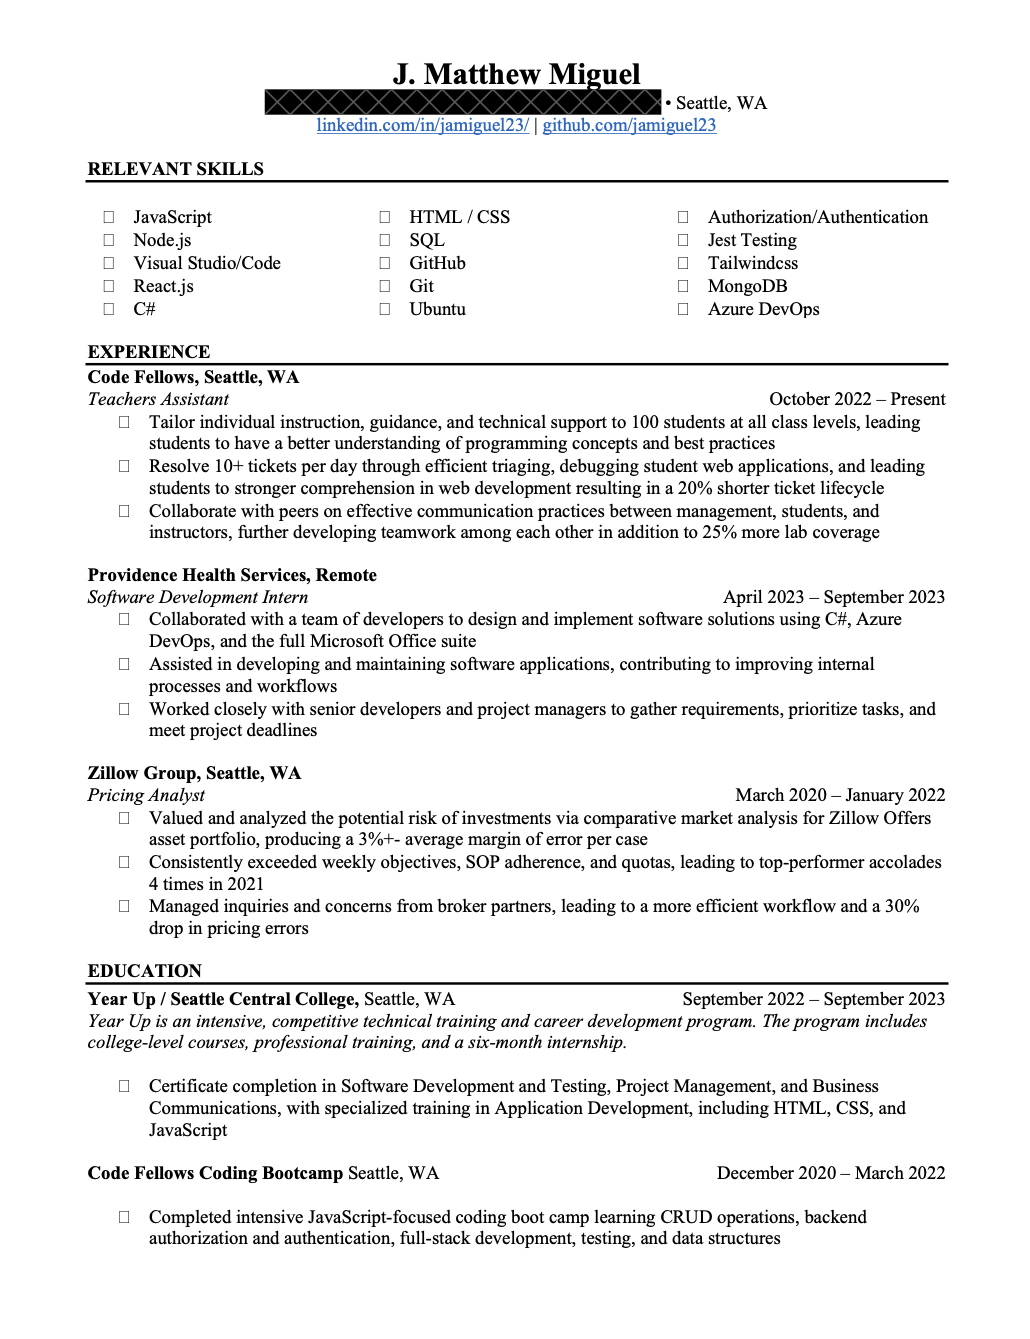 J. Matthew Miguel
• Seattle, WA
linkedin.com/in/jamiguel23/ | github.com/jamiguel23
RELEVANT SKILLS
JavaScript HTML / CSS Authorization/Authentication
Node.js SQL Jest Testing
Visual Studio/Code GitHub Tailwindcss
React.js Git MongoDB
C# Ubuntu Azure DevOps
EXPERIENCE
Code Fellows, Seattle, WA
Teachers Assistant October 2022 – Present
Tailor individual instruction, guidance, and technical support to 100 students at all class levels, leading
students to have a better understanding of programming concepts and best practices
Resolve 10+ tickets per day through efficient triaging, debugging student web applications, and leading
students to stronger comprehension in web development resulting in a 20% shorter ticket lifecycle
Collaborate with peers on effective communication practices between management, students, and
instructors, further developing teamwork among each other in addition to 25% more lab coverage
Providence Health Services, Remote
Software Development Intern April 2023 – September 2023
Collaborated with a team of developers to design and implement software solutions using C#, Azure
DevOps, and the full Microsoft Office suite
Assisted in developing and maintaining software applications, contributing to improving internal
processes and workflows
Worked closely with senior developers and project managers to gather requirements, prioritize tasks, and
meet project deadlines
Zillow Group, Seattle, WA
Pricing Analyst March 2020 – January 2022
Valued and analyzed the potential risk of investments via comparative market analysis for Zillow Offers
asset portfolio, producing a 3%+- average margin of error per case
Consistently exceeded weekly objectives, SOP adherence, and quotas, leading to top-performer accolades
4 times in 2021
Managed inquiries and concerns from broker partners, leading to a more efficient workflow and a 30%
drop in pricing errors
EDUCATION
Year Up / Seattle Central College, Seattle, WA September 2022 – September 2023
Year Up is an intensive, competitive technical training and career development program. The program includes
college-level courses, professional training, and a six-month internship.
Certificate completion in Software Development and Testing, Project Management, and Business
Communications, with specialized training in Application Development, including HTML, CSS, and
JavaScript
Code Fellows Coding Bootcamp Seattle, WA December 2020 – March 2022
Completed intensive JavaScript-focused coding boot camp learning CRUD operations, backend
authorization and authentication, full-stack development, testing, and data structures